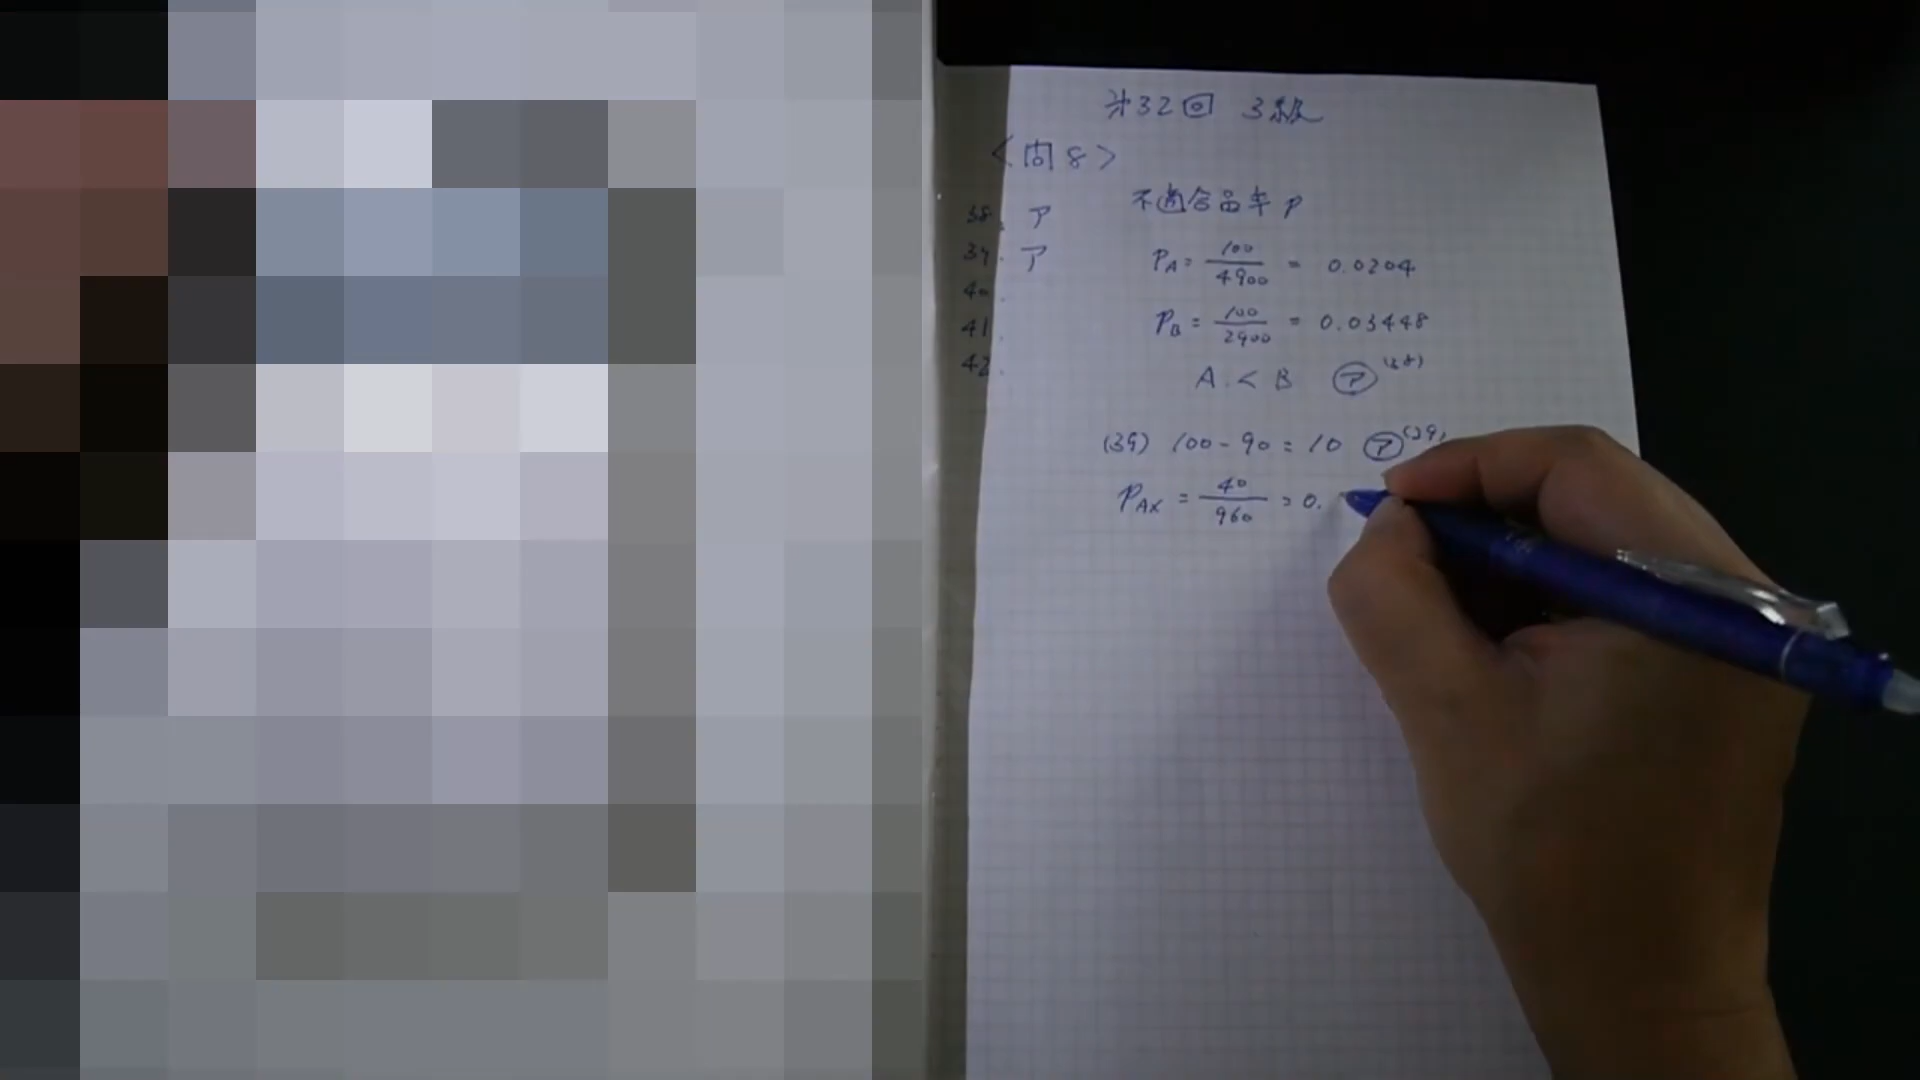 第32回 3級
<問8>
38. ア
39. ア
40.
41.
42.
不適合品率 P
PA = 100/4900 = 0.0204
PB = 100/2900 = 0.03448
A < B ア (38)
(39) 100 - 90 = 10 ア (39)
PAX = 40/960 = 0.